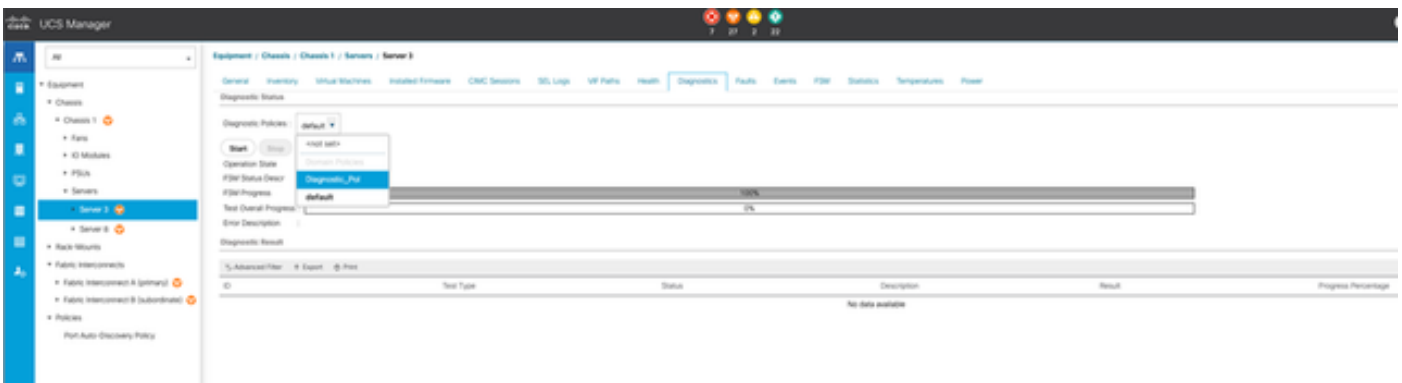 cisco UCS Manager
7 27 2 22
All
Equipment / Chassis / Chassis 1 / Servers / Server 3
General Inventory Virtual Machines Installed Firmware CIMC Sessions SEL Logs VIF Paths Health Diagnostics Faults Events FSM Statistics Temperatures Power
Equipment
Chassis
Chassis 1
Fans
IO Modules
PSUs
Servers
Server 3
Server 8
Rack-Mounts
Fabric Interconnects
Fabric Interconnect A (primary)
Fabric Interconnect B (subordinate)
Policies
Port Auto-Discovery Policy
Diagnostic Status
Diagnostic Policies : default
<not set>
Domain Policies
Diagnostic_Pol
default
Start Stop
Operation State
FSM Status Descr
FSM Progress 100%
Test Overall Progress : 0%
Error Description :
Diagnostic Result
Advanced Filter Export Print
ID Test Type Status Description Result Progress Percentage
No data available